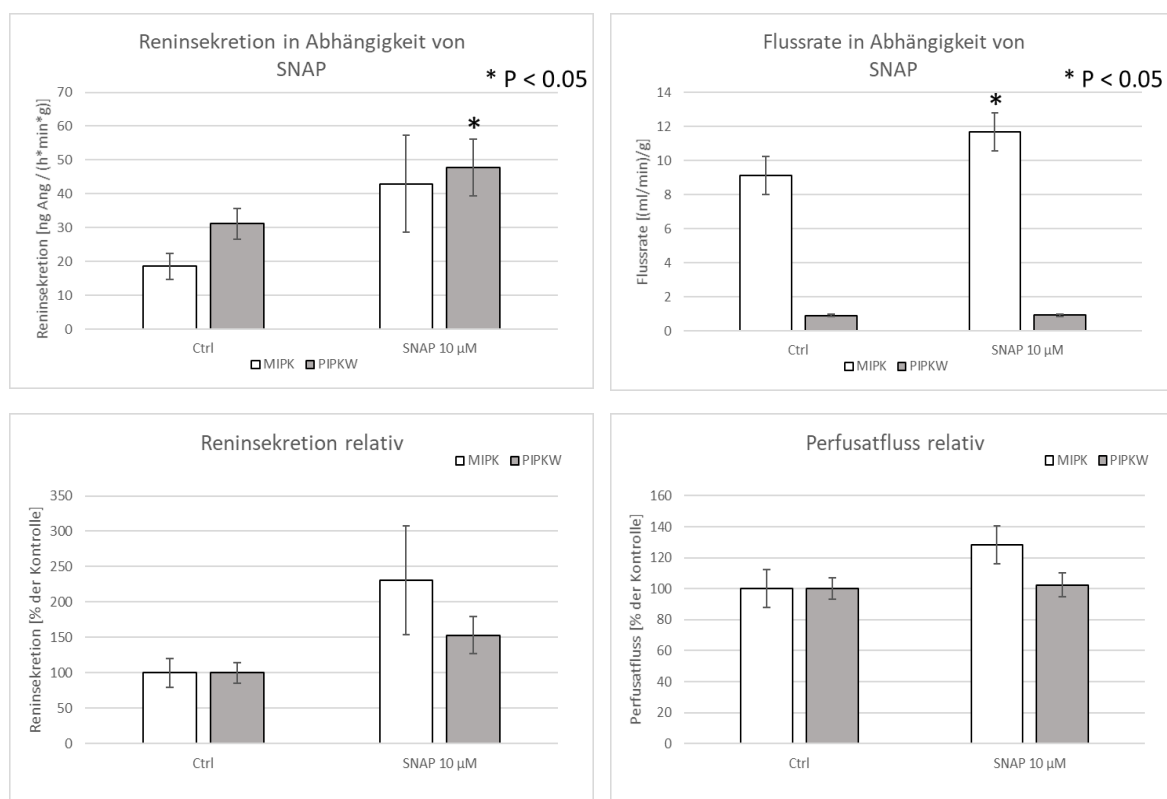 Reninsekretion in Abhängigkeit von
SNAP
* P < 0.05
Reninsekretion [ng Ang / (h*min*g)]
70
60
50
40
30
20
10
0
*
Ctrl
SNAP 10 µM
MIPK PIPKW
Flussrate in Abhängigkeit von
SNAP
* P < 0.05
Flussrate [(ml/min)/g]
14
12
10
8
6
4
2
0
*
Ctrl
SNAP 10 µM
MIPK PIPKW
Reninsekretion relativ
MIPK PIPKW
Reninsekretion [% der Kontrolle]
350
300
250
200
150
100
50
0
Ctrl
SNAP 10 µM
Perfusatfluss relativ
MIPK PIPKW
Perfusatfluss [% der Kontrolle]
160
140
120
100
80
60
40
20
0
Ctrl
SNAP 10 µM